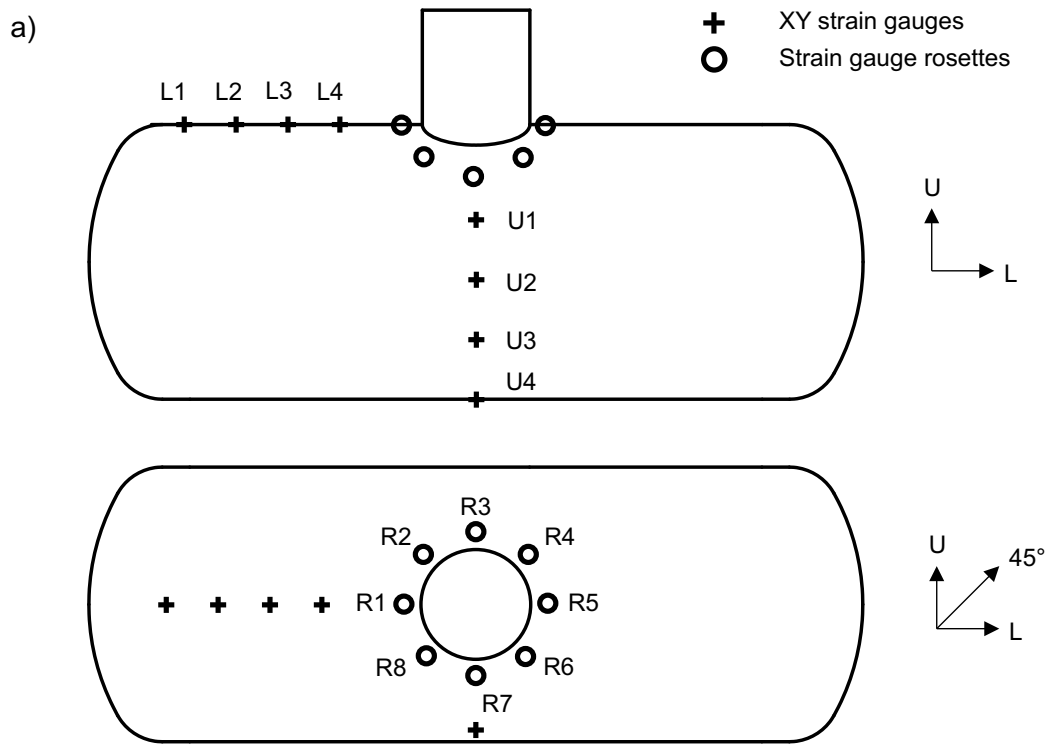 a)
XY strain gauges
Strain gauge rosettes
L1 L2 L3 L4
U1
U2
U3
U4
U
L
R3
R2 R4
R1 R5
R8 R6
R7
U
45°
L